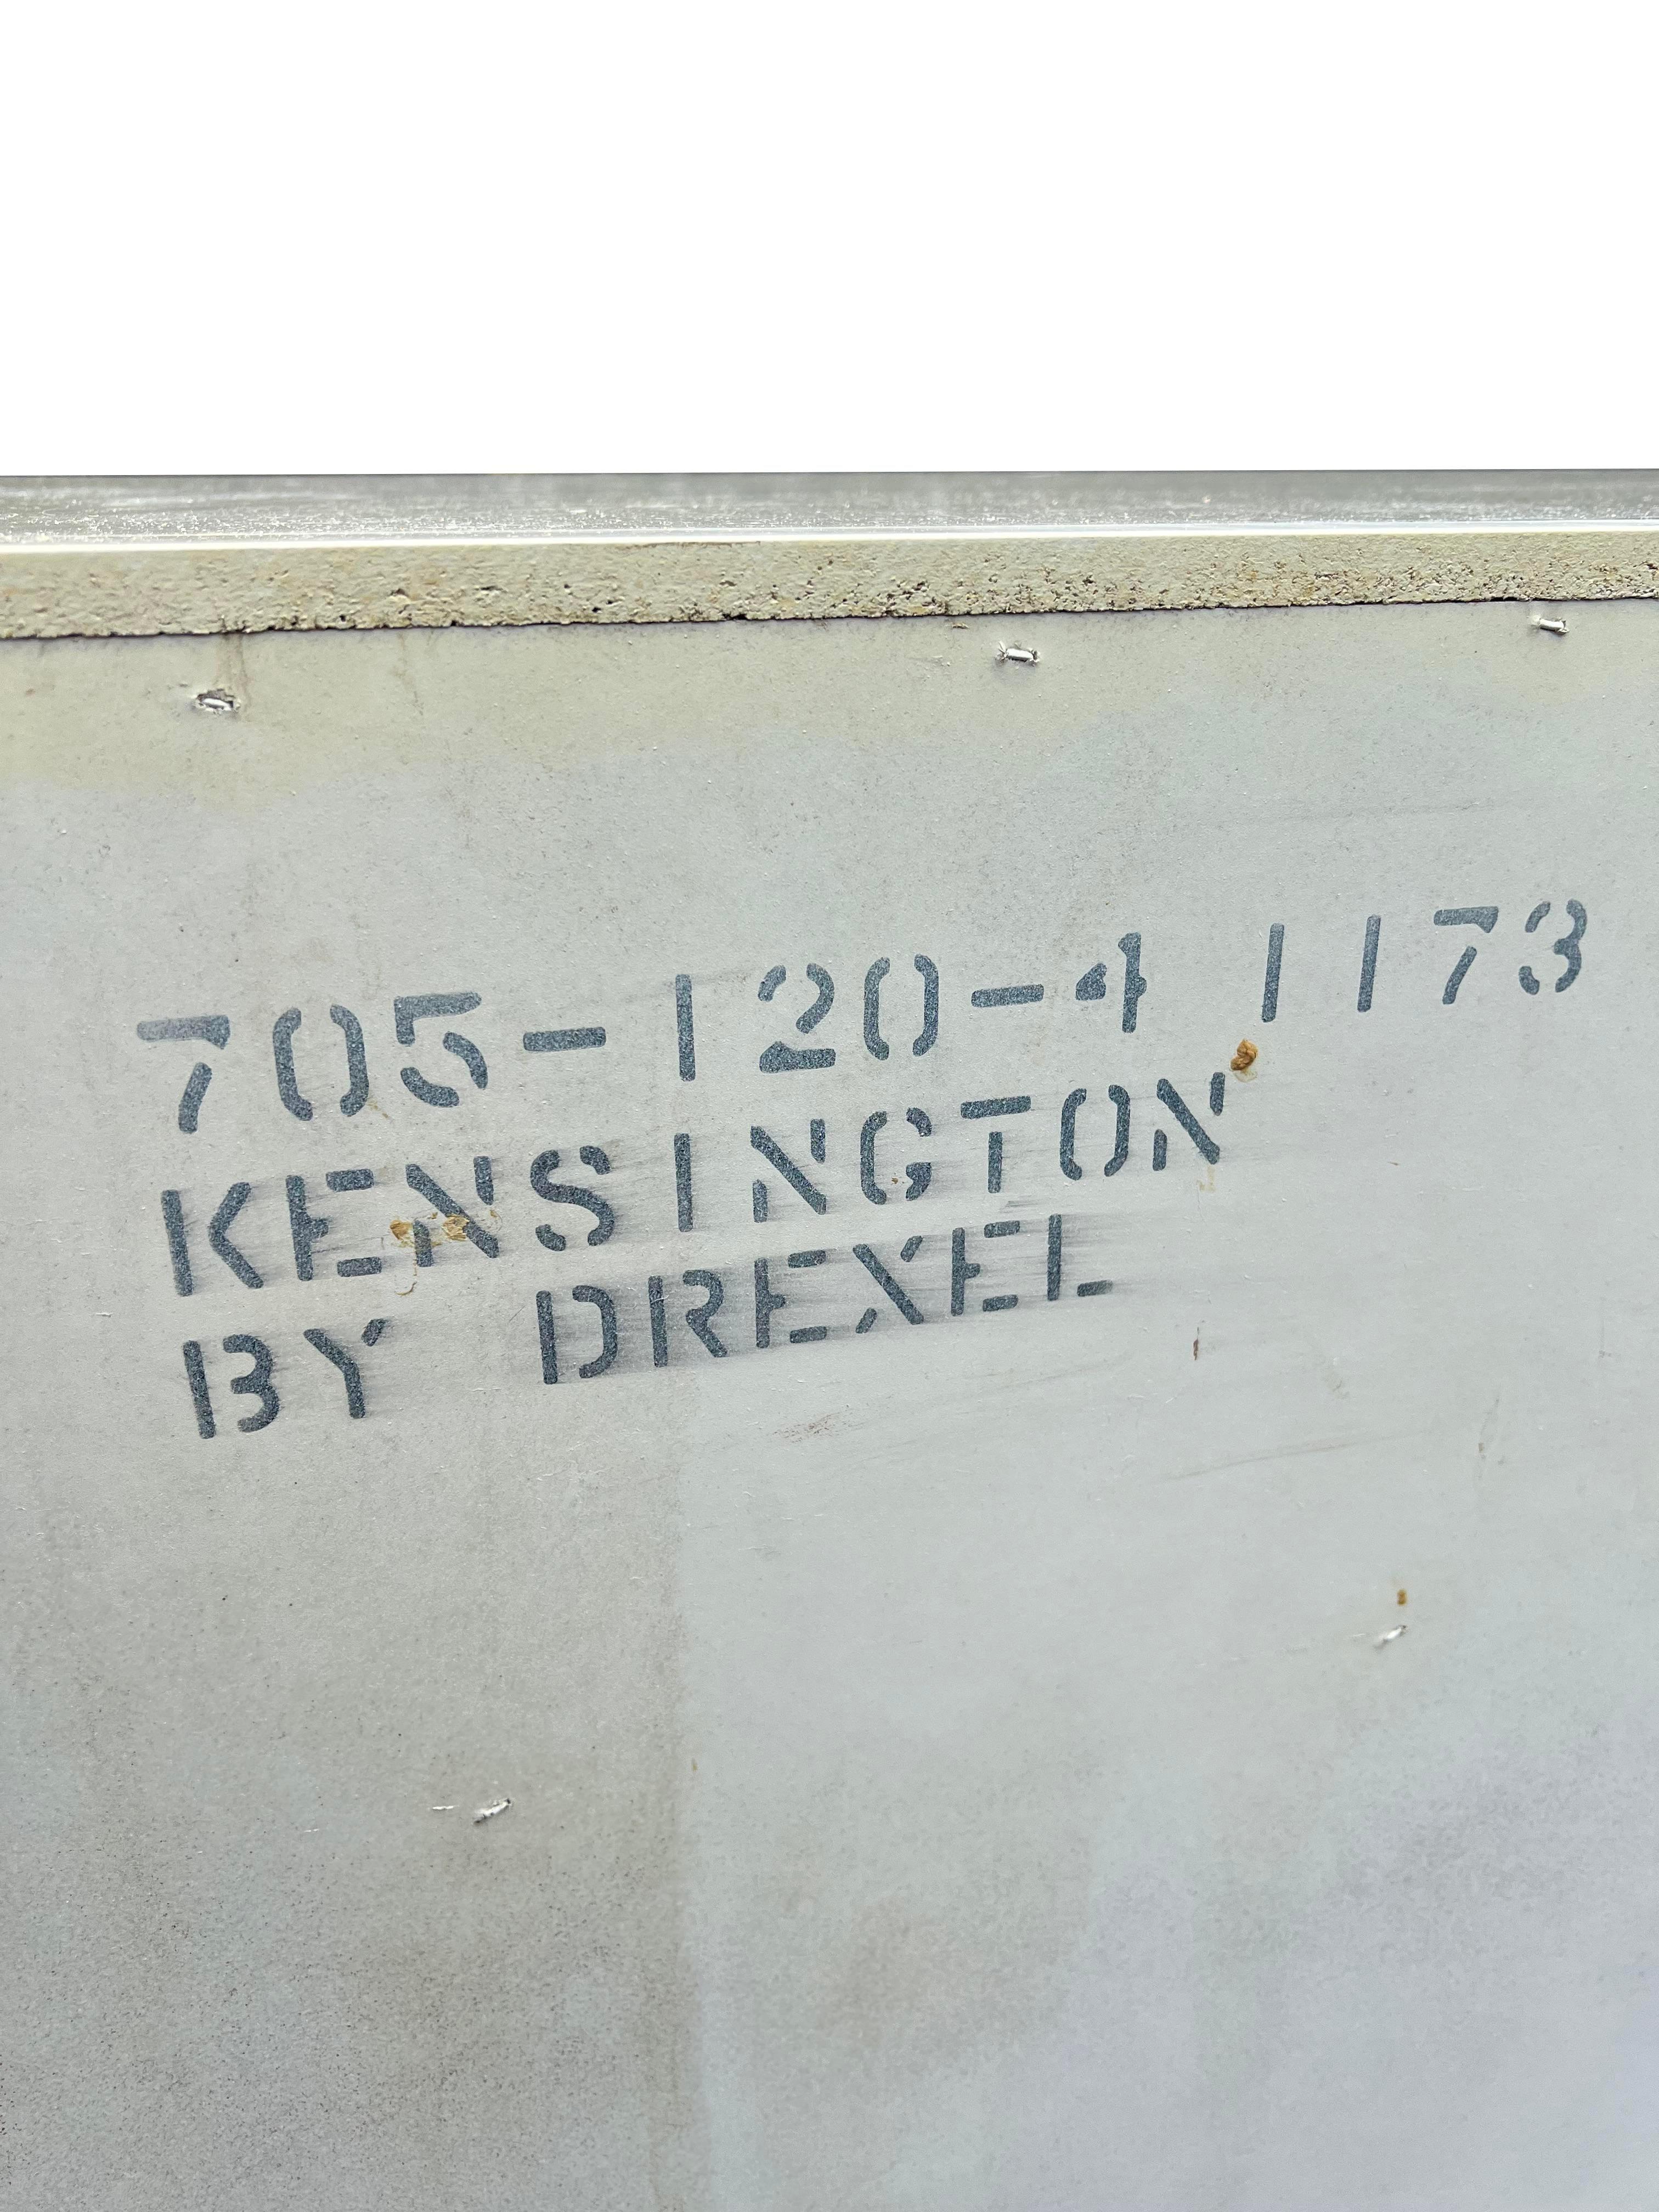 705-120-4 1173
KENSINGTON
BY DREXEL